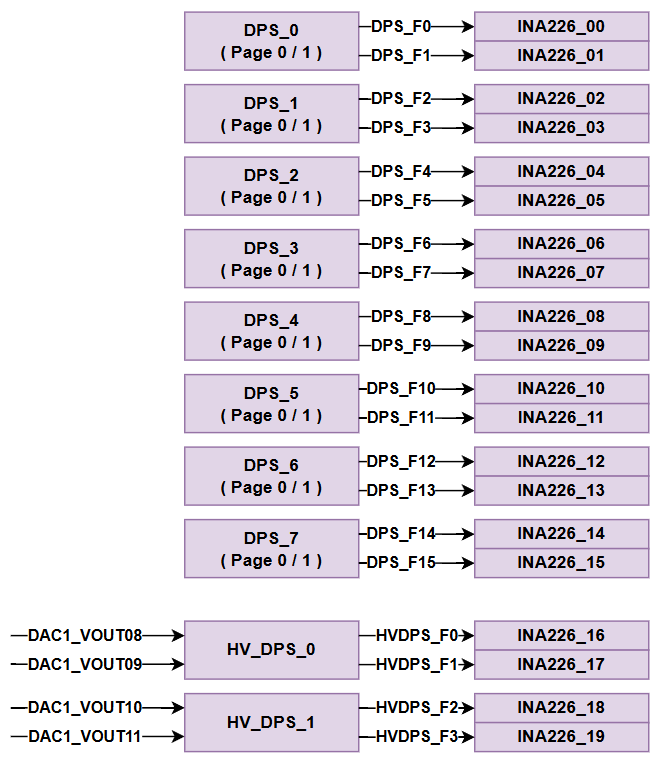 DPS_0
( Page 0 / 1 )
DPS_F0
INA226_00
DPS_F1
INA226_01
DPS_1
( Page 0 / 1 )
DPS_F2
INA226_02
DPS_F3
INA226_03
DPS_2
( Page 0 / 1 )
DPS_F4
INA226_04
DPS_F5
INA226_05
DPS_3
( Page 0 / 1 )
DPS_F6
INA226_06
DPS_F7
INA226_07
DPS_4
( Page 0 / 1 )
DPS_F8
INA226_08
DPS_F9
INA226_09
DPS_5
( Page 0 / 1 )
DPS_F10
INA226_10
DPS_F11
INA226_11
DPS_6
( Page 0 / 1 )
DPS_F12
INA226_12
DPS_F13
INA226_13
DPS_7
( Page 0 / 1 )
DPS_F14
INA226_14
DPS_F15
INA226_15
DAC1_VOUT08
DAC1_VOUT09
HV_DPS_0
HVDPS_F0
INA226_16
HVDPS_F1
INA226_17
DAC1_VOUT10
DAC1_VOUT11
HV_DPS_1
HVDPS_F2
INA226_18
HVDPS_F3
INA226_19